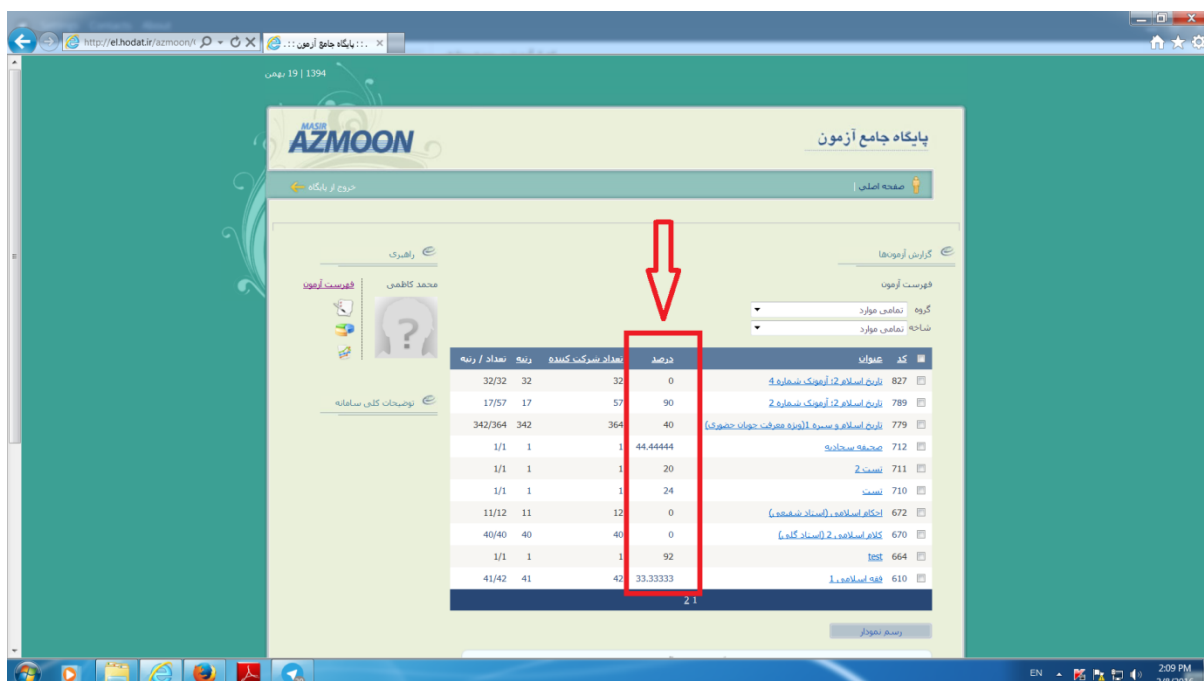 http://el.hodat.ir/azmoon/
.: پایگاه جامع آزمون ::.
1394 | 19 بهمن
MASIR
AZMOON
پایگاه جامع آزمون
صفحه اصلی |
خروج از پایگاه
گزارش آزمون‌ها
راهبری
فهرست آزمون
محمد کاظمی
فهرست آزمون
گروه تمامی موارد
شاخه تمامی موارد
کد عنوان درصد تعداد شرکت کننده رتبه تعداد / رتبه
827 تاریخ اسلام 2؛ آزمونک شماره 4 0 32 32 32/32
789 تاریخ اسلام 2؛ آزمونک شماره 2 90 57 17 17/57
779 تاریخ اسلام و سیره 1(ویژه معرفت جویان حضوری) 40 364 342 342/364
712 صحیفه سجادیه 44.44444 1 1 1/1
711 تست 2 20 1 1 1/1
710 تست 24 1 1 1/1
672 احکام اسلامی (استاد شفیعی) 0 12 11 11/12
670 کلام اسلامی 2 (استاد گلی) 0 40 40 40/40
664 test 92 1 1 1/1
610 فقه اسلامی 1 33.33333 42 41 41/42
توضیحات کلی سامانه
2 1
رسم نمودار
EN
2:09 PM